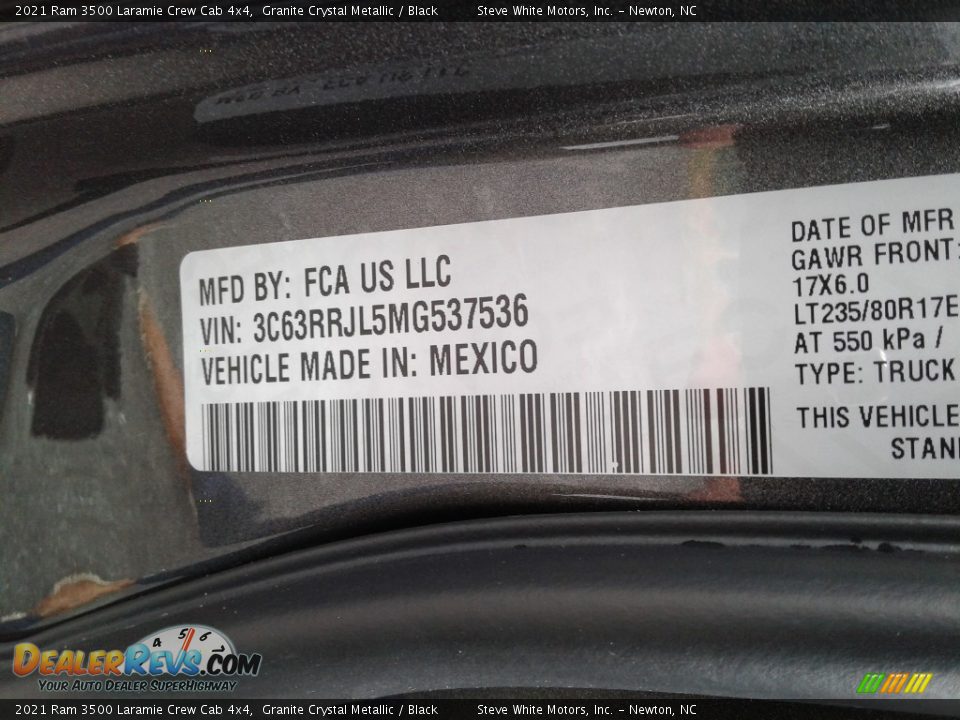 2021 Ram 3500 Laramie Crew Cab 4x4, Granite Crystal Metallic / Black Steve White Motors, Inc. - Newton, NC
MFD BY: FCA US LLC
VIN: 3C63RRJL5MG537536
VEHICLE MADE IN: MEXICO
DATE OF MFR
GAWR FRONT:
17X6.0
LT235/80R17E
AT 550 kPa /
TYPE: TRUCK
THIS VEHICLE
STAN
4 5 6
DEALERREVS.COM
YOUR AUTO DEALER SUPERHIGHWAY
2021 Ram 3500 Laramie Crew Cab 4x4, Granite Crystal Metallic / Black Steve White Motors, Inc. - Newton, NC